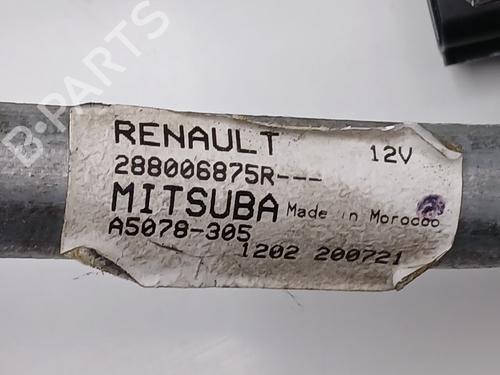 B-PARTS
RENAULT 12V
288006875R---
MITSUBA Made in Morocco
A5078-305
1202 200721